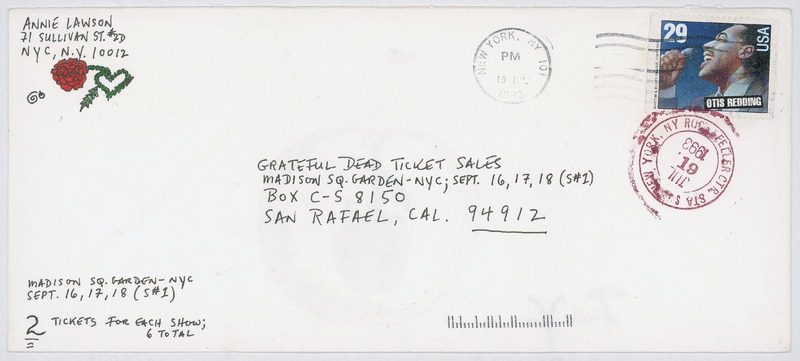 ANNIE LAWSON
71 SULLIVAN ST. #2D
NYC, N.Y. 10012
NEW YORK, NY 101
PM
19
1993
29
USA
OTIS REDDING
NEW YORK, NY ROCKEFELLER CTR. STA
JUL
19
1993
GRATEFUL DEAD TICKET SALES
MADISON SQ. GARDEN-NYC; SEPT. 16, 17, 18 (S#1)
BOX C-S 8150
SAN RAFAEL, CAL. 94912
MADISON SQ. GARDEN-NYC
SEPT. 16, 17, 18 (S#1)
2 TICKETS FOR EACH SHOW;
6 TOTAL